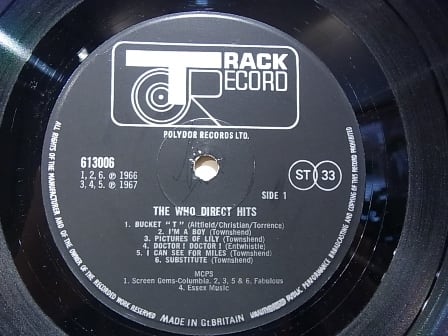 TRACK
RECORD
POLYDOR RECORDS LTD.
613006
1, 2, 6. ℗ 1966
3, 4, 5. ℗ 1967
SIDE 1
ST 33
THE WHO DIRECT HITS
1. BUCKET "T" (Altfield/Christian/Torrence)
2. I'M A BOY (Townshend)
3. PICTURES OF LILY (Townshend)
4. DOCTOR! DOCTOR! (Entwhistle)
5. I CAN SEE FOR MILES (Townshend)
6. SUBSTITUTE (Townshend)
MCPS
1. Screen Gems-Columbia, 2, 3, 5 & 6. Fabulous
4. Essex Music
ALL RIGHTS OF THE MANUFACTURER AND OF THE OWNER OF THE RECORDED WORK RESERVED
UNAUTHORISED PUBLIC PERFORMANCE BROADCASTING AND COPYING OF THIS RECORD PROHIBITED
MADE IN Gt. BRITAIN